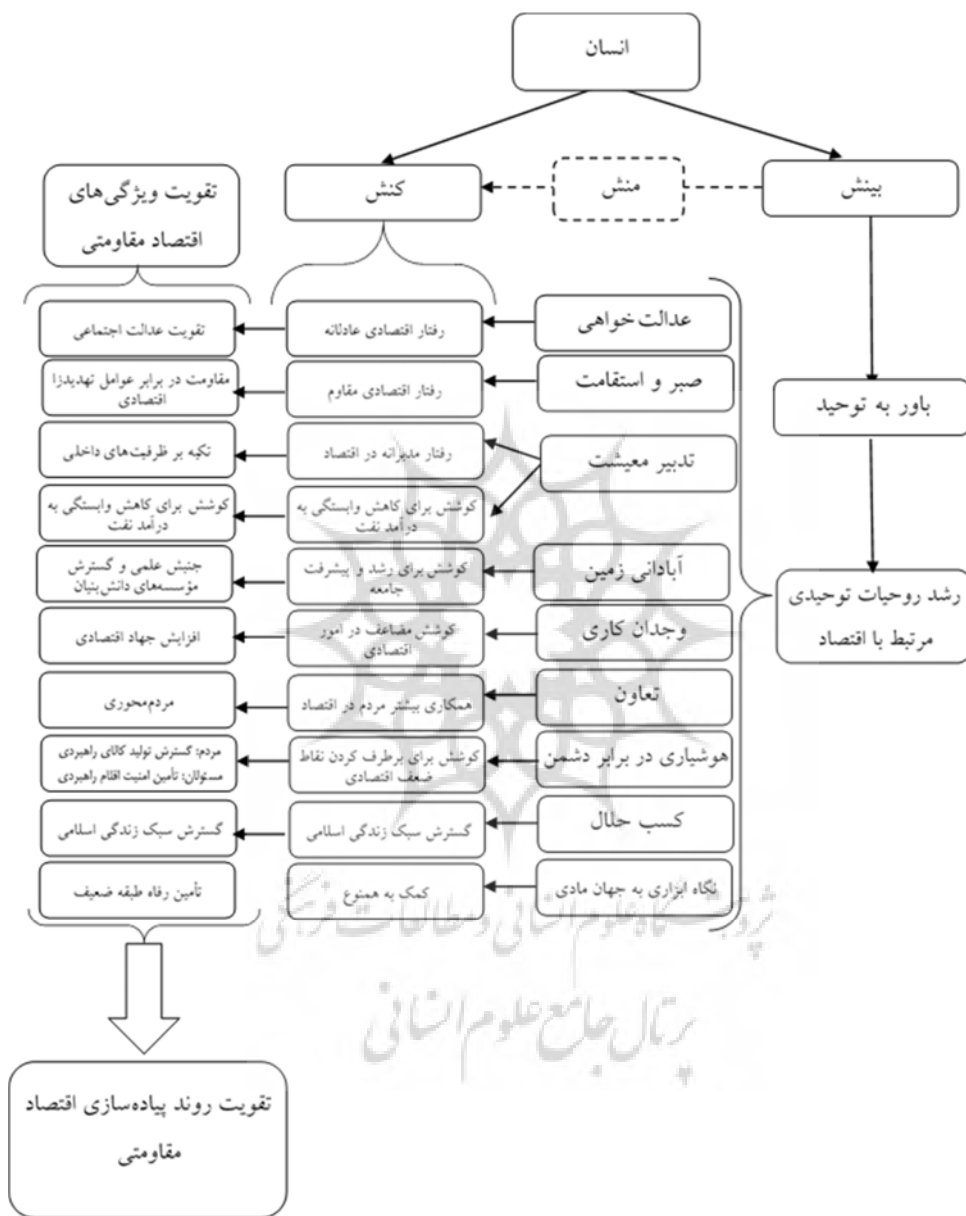 انسان
بینش
منش
کنش
تقویت ویژگی‌های
اقتصاد مقاومتی
باور به توحید
رشد روحیات توحیدی
مرتبط با اقتصاد
عدالت‌خواهی
رفتار اقتصادی عادلانه
تقویت عدالت اجتماعی
صبر و استقامت
رفتار اقتصادی مقاوم
مقاومت در برابر عوامل تهدیدزا
اقتصادی
تدبیر معیشت
رفتار مدبرانه در اقتصاد
تکیه بر ظرفیت‌های داخلی
کوشش برای کاهش وابستگی به
درآمد نفت
کوشش برای کاهش وابستگی به
درآمد نفت
آبادانی زمین
کوشش برای رشد و پیشرفت
جامعه
جنبش علمی و گسترش
مؤسسه‌های دانش‌بنیان
وجدان کاری
کوشش مضاعف در امور
اقتصادی
افزایش جهاد اقتصادی
تعاون
همکاری بیشتر مردم در اقتصاد
مردم‌محوری
هوشیاری در برابر دشمن
کوشش برای برطرف کردن نقاط
ضعف اقتصادی
مردم: گسترش تولید کالای راهبردی
مسئولان: تأمین امنیت اقلام راهبردی
کسب حلال
گسترش سبک زندگی اسلامی
گسترش سبک زندگی اسلامی
نگاه ابزاری به جهان مادی
کمک به همنوع
تأمین رفاه طبقه ضعیف
پژوهشگاه علوم انسانی و مطالعات فرهنگی
پرتال جامع علوم انسانی
تقویت روند پیاده‌سازی اقتصاد
مقاومتی